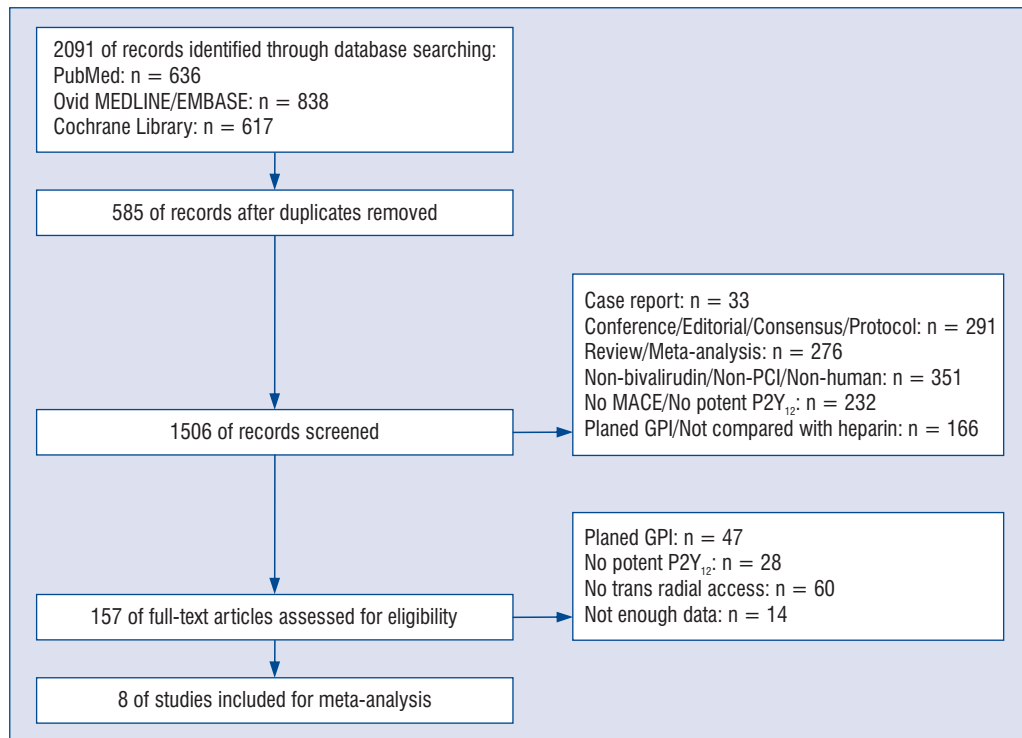 2091 of records identified through database searching:
PubMed: n = 636
Ovid MEDLINE/EMBASE: n = 838
Cochrane Library: n = 617
585 of records after duplicates removed
Case report: n = 33
Conference/Editorial/Consensus/Protocol: n = 291
Review/Meta-analysis: n = 276
Non-bivalirudin/Non-PCI/Non-human: n = 351
No MACE/No potent P2Y₁₂: n = 232
Planed GPI/Not compared with heparin: n = 166
1506 of records screened
Planed GPI: n = 47
No potent P2Y₁₂: n = 28
No trans radial access: n = 60
Not enough data: n = 14
157 of full-text articles assessed for eligibility
8 of studies included for meta-analysis